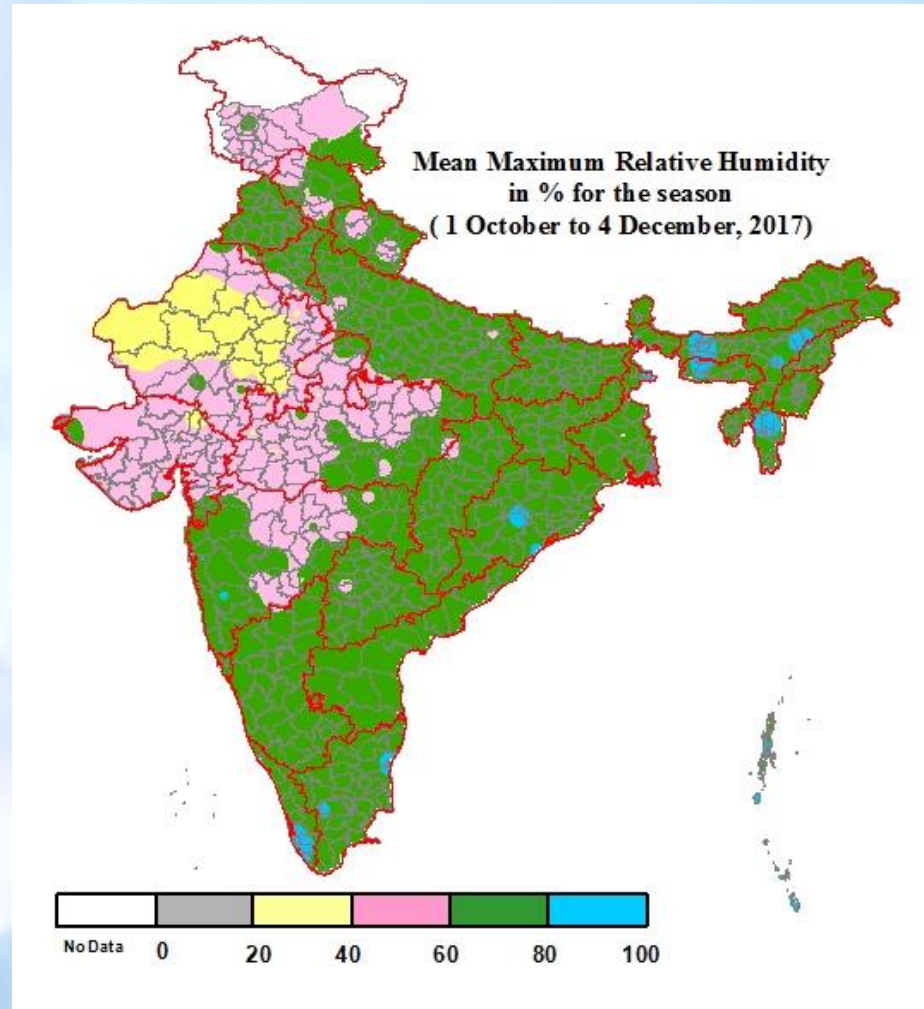 Mean Maximum Relative Humidity
in % for the season
( 1 October to 4 December, 2017)
No Data 0 20 40 60 80 100